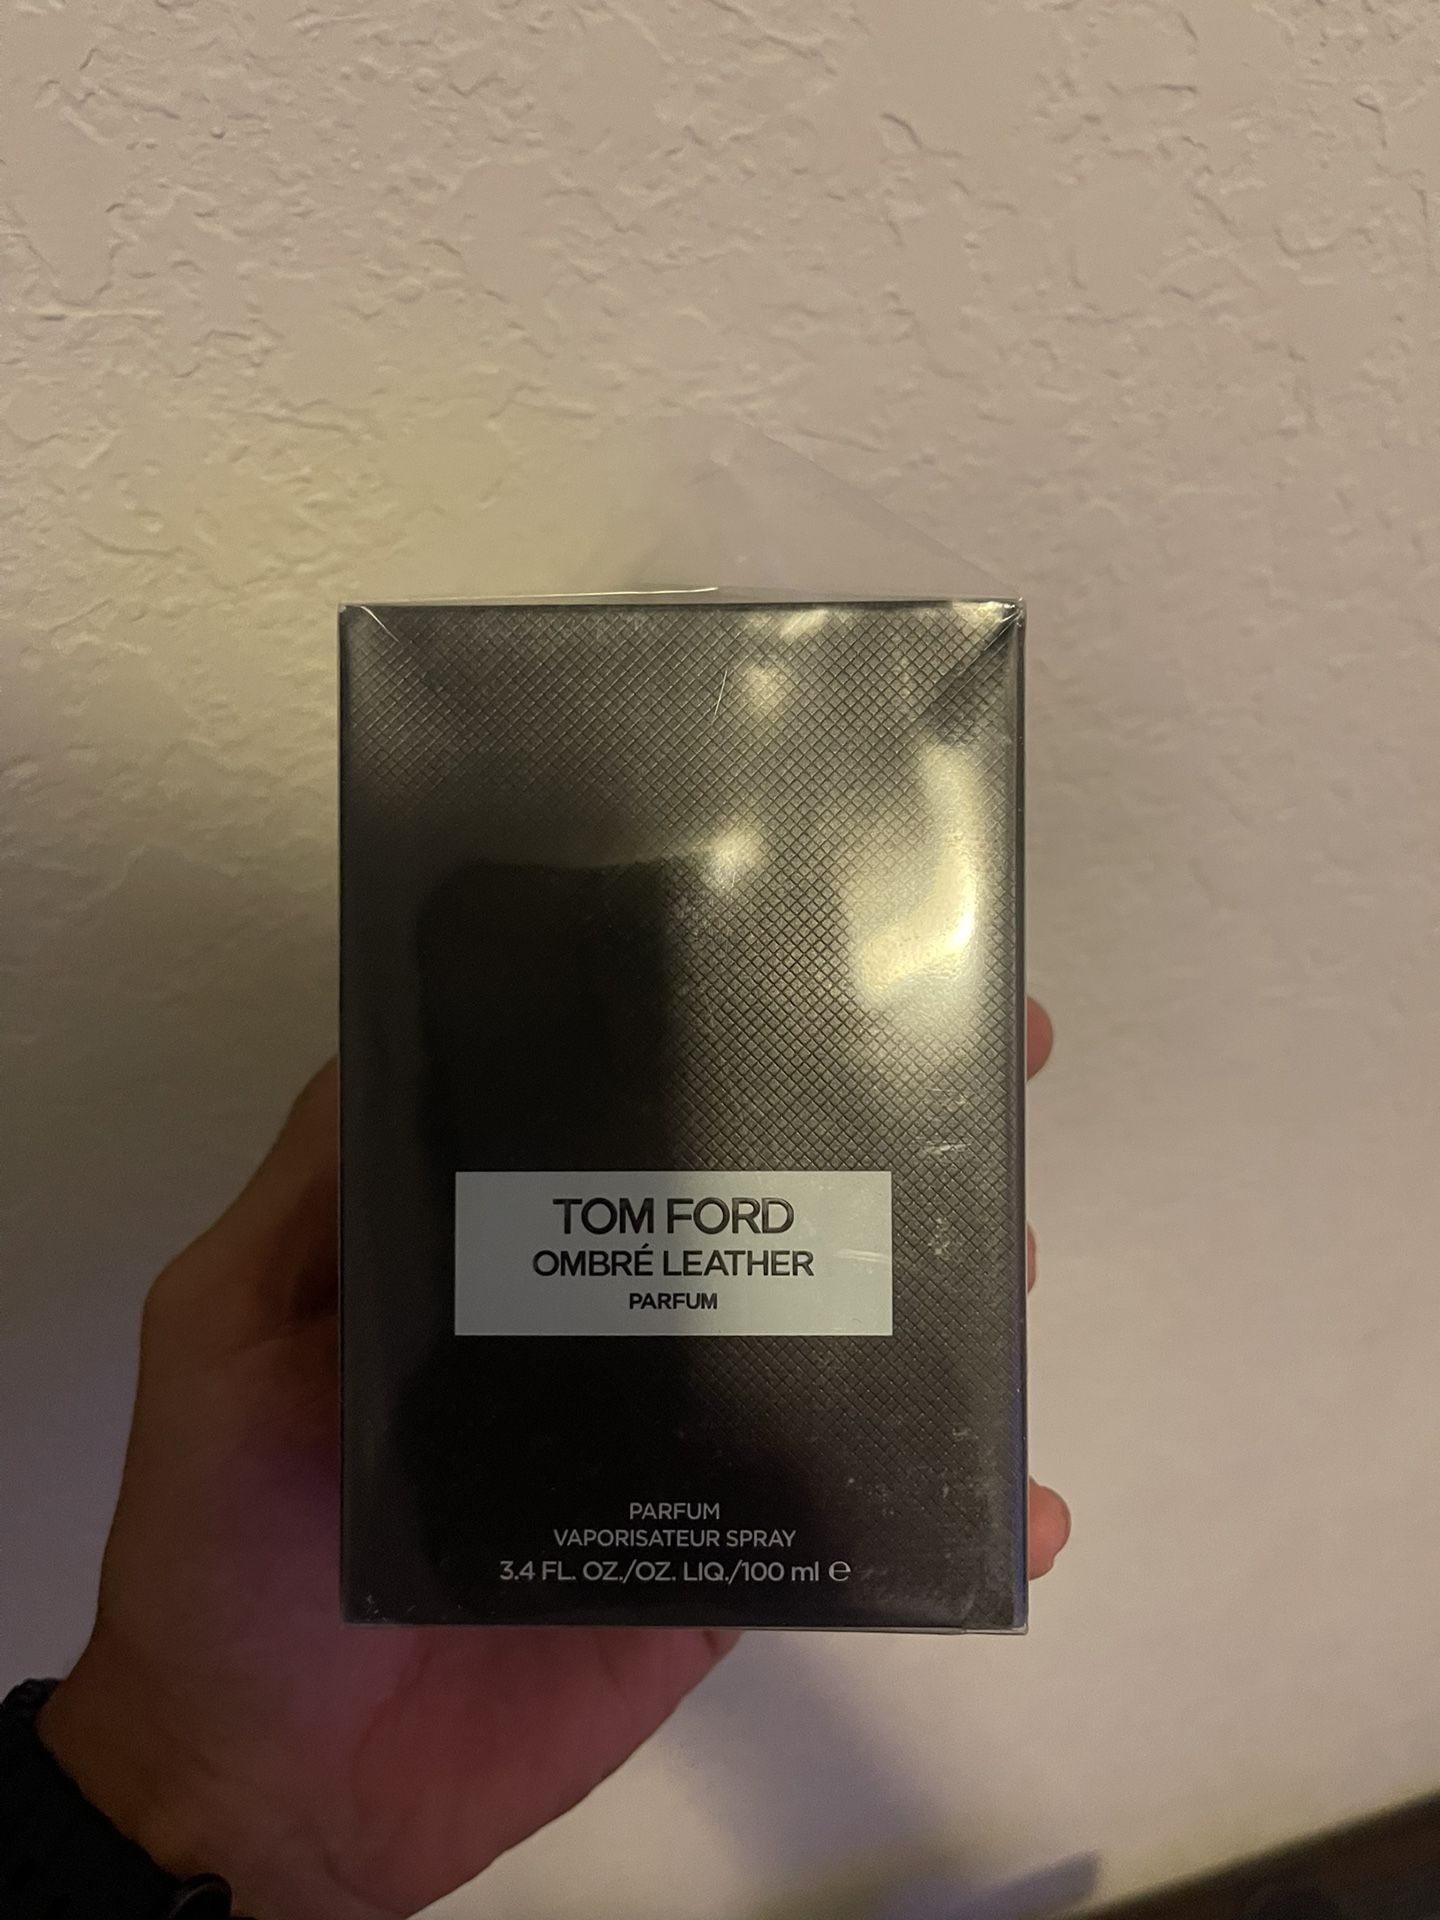 TOM FORD
OMBRÉ LEATHER
PARFUM
PARFUM
VAPORISATEUR SPRAY
3.4 FL. OZ./OZ. LIQ./100 ml ℮